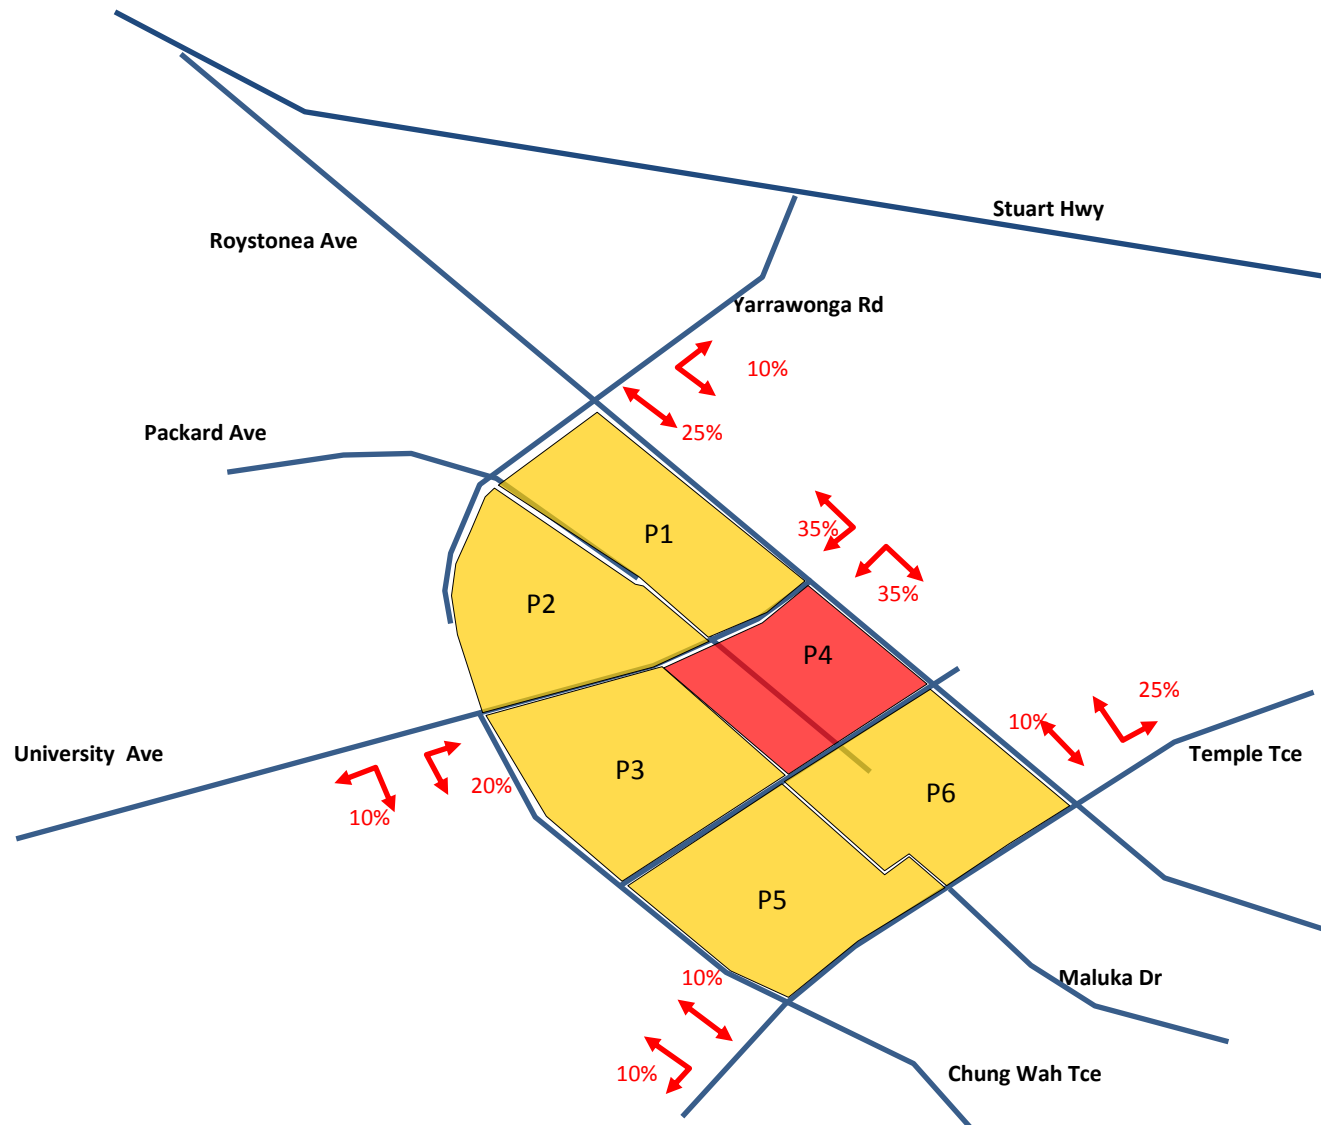 Stuart Hwy
Roystonea Ave
Yarrawonga Rd
10%
25%
Packard Ave
P1
35%
35%
P2
P4
25%
10%
University  Ave
Temple Tce
P3
20%
P6
10%
P5
10%
Maluka Dr
10%
Chung Wah Tce